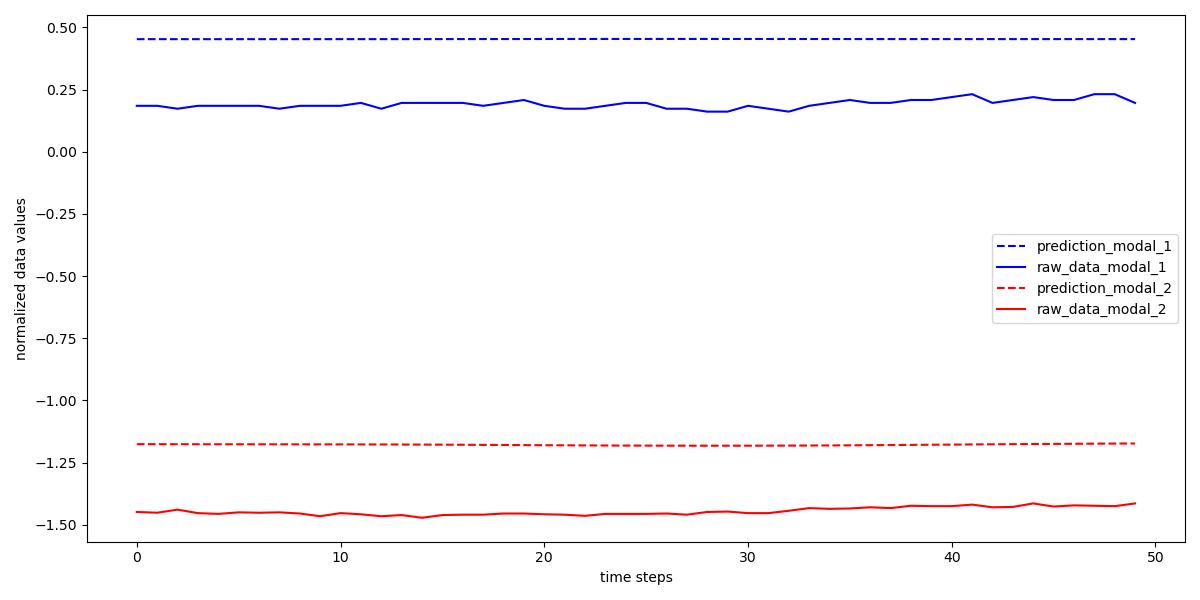 0.50
0.25
0.00
−0.25
−0.50
−0.75
−1.00
−1.25
−1.50
normalized data values
prediction_modal_1
raw_data_modal_1
prediction_modal_2
raw_data_modal_2
0 10 20 30 40 50
time steps